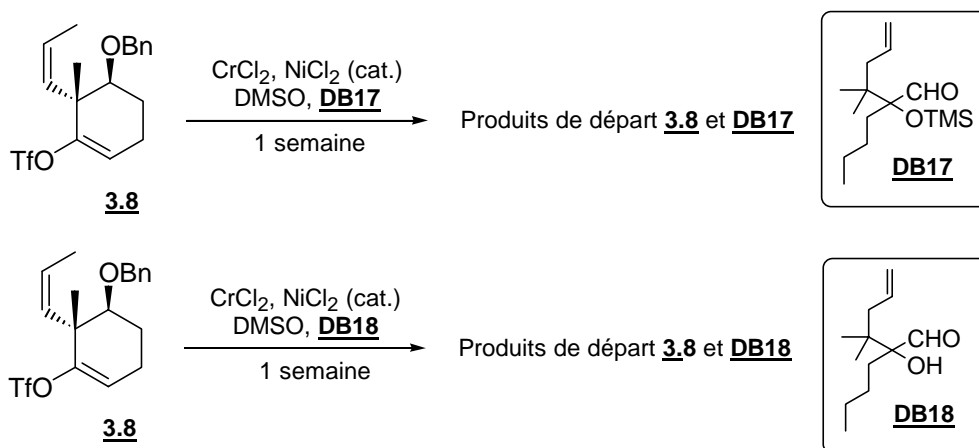 OBn
CrCl2, NiCl2 (cat.)
DMSO, DB17
1 semaine
TfO
3.8
Produits de départ 3.8 et DB17
CHO
OTMS
DB17
OBn
CrCl2, NiCl2 (cat.)
DMSO, DB18
1 semaine
TfO
3.8
Produits de départ 3.8 et DB18
CHO
OH
DB18